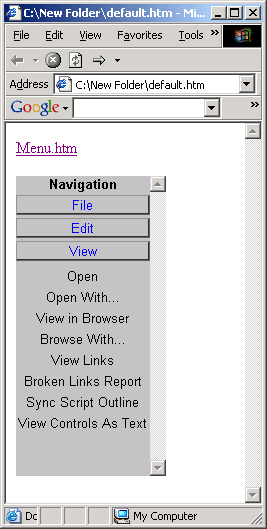 C:\New Folder\default.htm - Mi...
File Edit View Favorites Tools »
»
Address C:\New Folder\default.htm
Google »
Menu.htm
Navigation
File
Edit
View
Open
Open With...
View in Browser
Browse With...
View Links
Broken Links Report
Sync Script Outline
View Controls As Text
My Computer